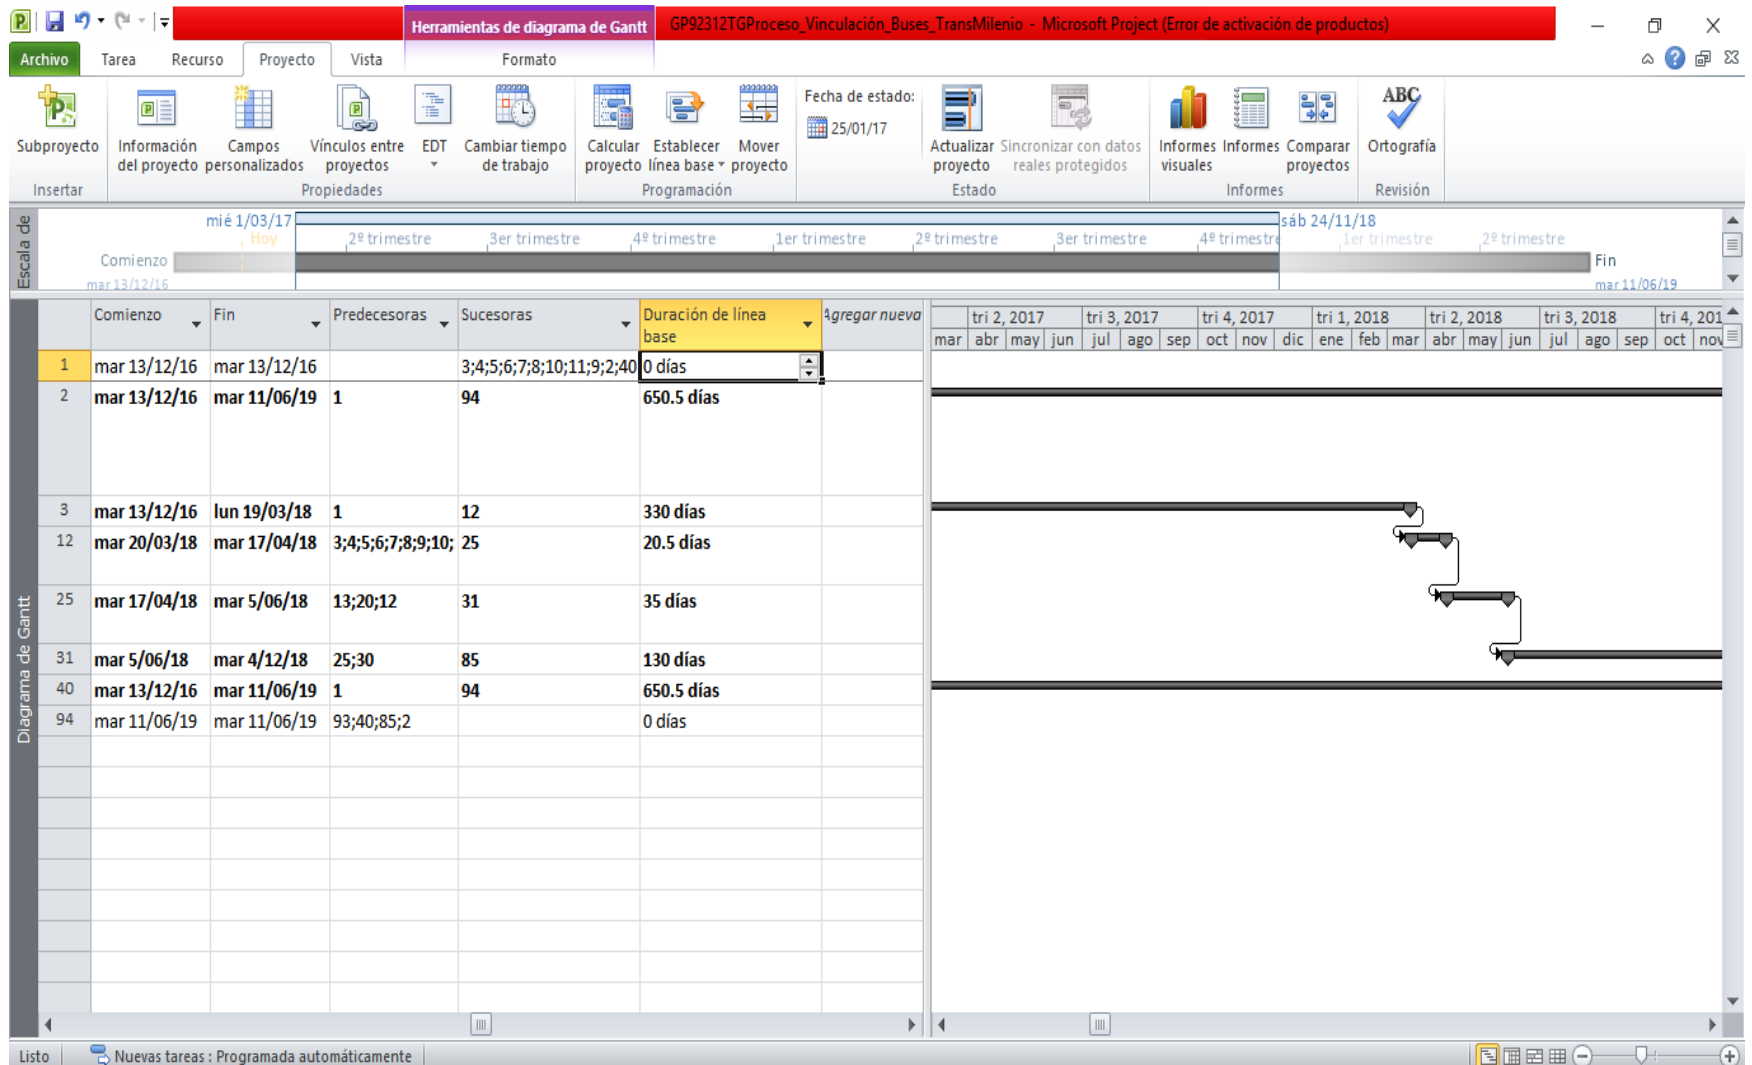 Herramientas de diagrama de Gantt GP92312TGProceso_Vinculación_Buses_TransMilenio - Microsoft Project (Error de activación de productos)
Archivo Tarea Recurso Proyecto Vista Formato
Subproyecto
Información del proyecto
Campos personalizados
Vínculos entre proyectos
EDT
Cambiar tiempo de trabajo
Calcular proyecto
Establecer línea base
Mover proyecto
Fecha de estado:
25/01/17
Actualizar proyecto
Sincronizar con datos reales protegidos
Informes visuales
Informes
Comparar proyectos
ABC
Ortografía
Insertar Propiedades Programación Estado Informes Revisión
Escala de
mié 1/03/17 sáb 24/11/18
Hoy 2º trimestre 3er trimestre 4º trimestre 1er trimestre 2º trimestre 3er trimestre 4º trimestre 1er trimestre 2º trimestre
Comienzo Fin
mar 13/12/16 mar 11/06/19
Diagrama de Gantt
Comienzo Fin Predecesoras Sucesoras Duración de línea base Agregar nueva
tri 2, 2017 tri 3, 2017 tri 4, 2017 tri 1, 2018 tri 2, 2018 tri 3, 2018 tri 4, 201
mar abr may jun jul ago sep oct nov dic ene feb mar abr may jun jul ago sep oct nov
1 mar 13/12/16 mar 13/12/16 3;4;5;6;7;8;10;11;9;2;40 0 días
2 mar 13/12/16 mar 11/06/19 1 94 650.5 días
3 mar 13/12/16 lun 19/03/18 1 12 330 días
12 mar 20/03/18 mar 17/04/18 3;4;5;6;7;8;9;10; 25 20.5 días
25 mar 17/04/18 mar 5/06/18 13;20;12 31 35 días
31 mar 5/06/18 mar 4/12/18 25;30 85 130 días
40 mar 13/12/16 mar 11/06/19 1 94 650.5 días
94 mar 11/06/19 mar 11/06/19 93;40;85;2 0 días
Listo Nuevas tareas : Programada automáticamente